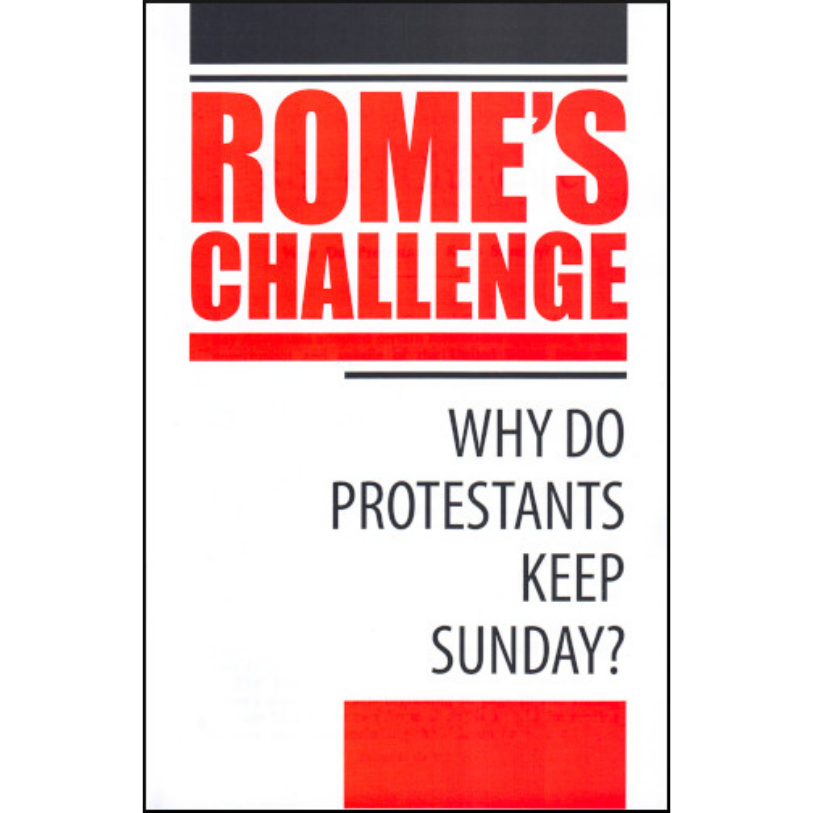 ROME'S
CHALLENGE
WHY DO
PROTESTANTS
KEEP
SUNDAY?